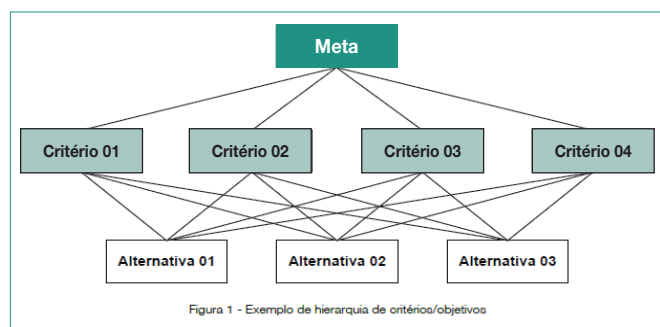 Meta
Critério 01
Critério 02
Critério 03
Critério 04
Alternativa 01
Alternativa 02
Alternativa 03
Figura 1 - Exemplo de hierarquia de critérios/objetivos